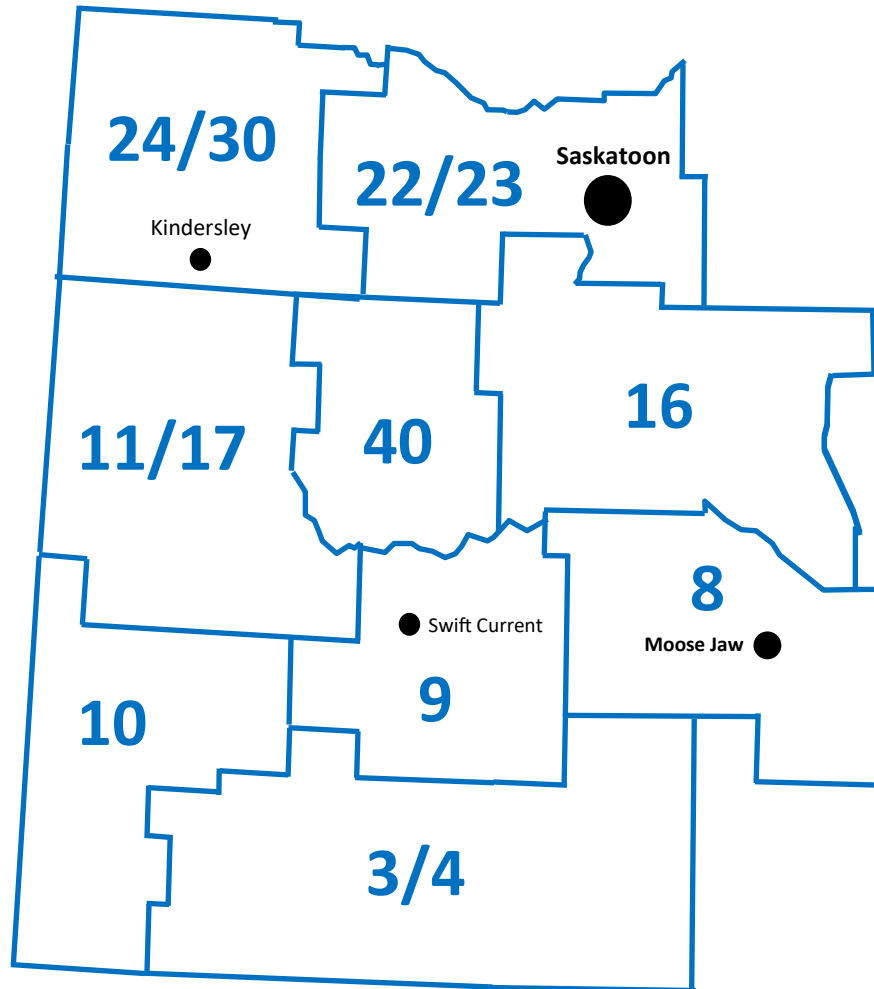 24/30
Saskatoon
22/23
Kindersley
16
11/17
40
8
Swift Current
Moose Jaw
9
10
3/4